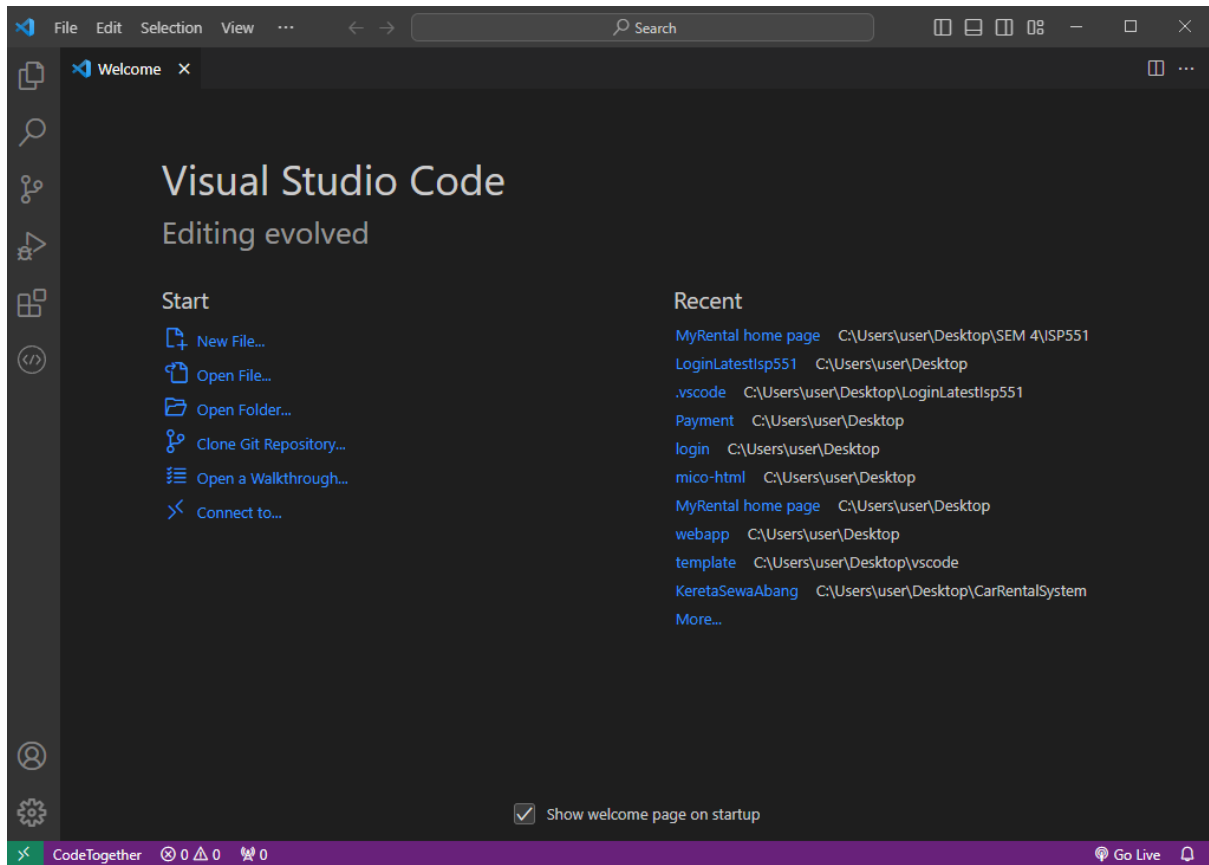 File Edit Selection View ··· Search
Welcome
Visual Studio Code
Editing evolved
Start
New File...
Open File...
Open Folder...
Clone Git Repository...
Open a Walkthrough...
Connect to...
Recent
MyRental home page C:\Users\user\Desktop\SEM 4\ISP551
LoginLatestIsp551 C:\Users\user\Desktop
.vscode C:\Users\user\Desktop\LoginLatestIsp551
Payment C:\Users\user\Desktop
login C:\Users\user\Desktop
mico-html C:\Users\user\Desktop
MyRental home page C:\Users\user\Desktop
webapp C:\Users\user\Desktop
template C:\Users\user\Desktop\vscode
KeretaSewaAbang C:\Users\user\Desktop\CarRentalSystem
More...
Show welcome page on startup
CodeTogether 0 0 0 Go Live